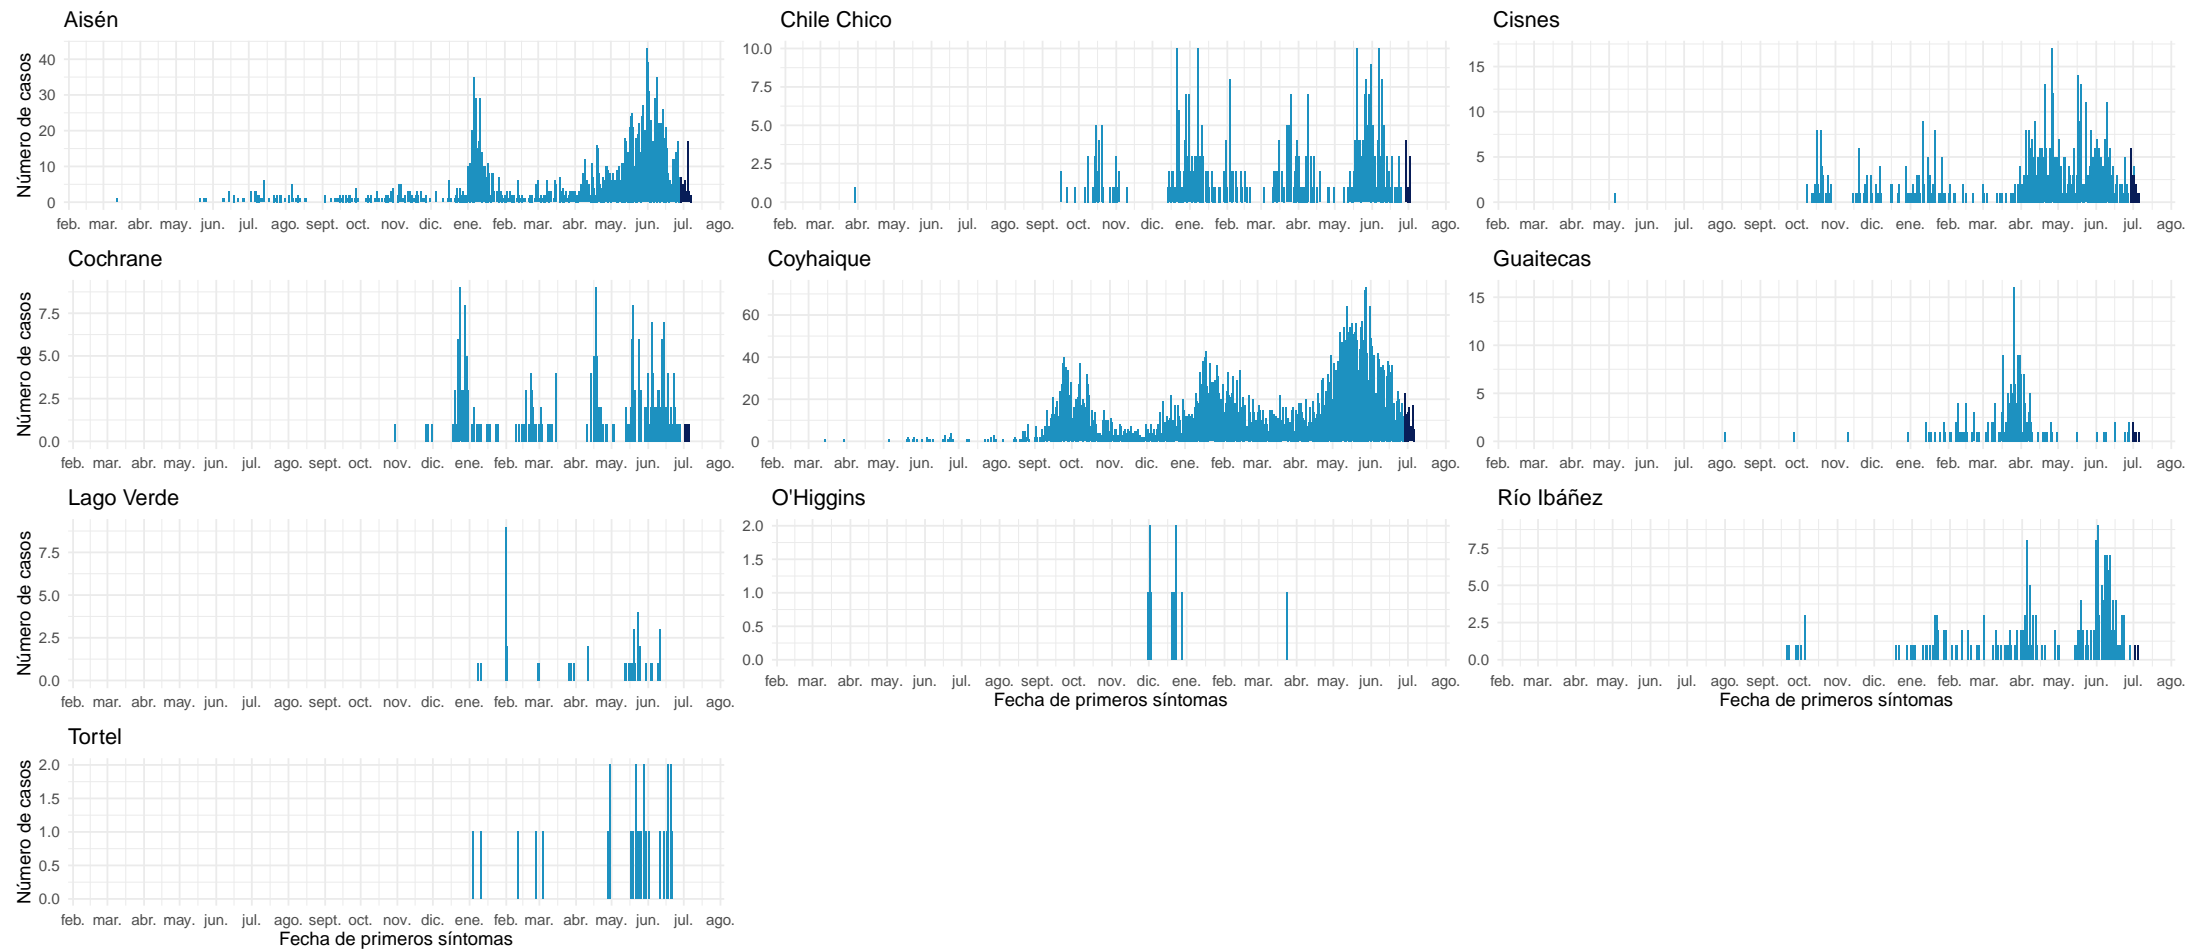 Aisén
Número de casos
40
30
20
10
0
feb. mar. abr. may. jun. jul. ago. sept. oct. nov. dic. ene. feb. mar. abr. may. jun. jul. ago.
Chile Chico
10.0
7.5
5.0
2.5
0.0
feb. mar. abr. may. jun. jul. ago. sept. oct. nov. dic. ene. feb. mar. abr. may. jun. jul. ago.
Cisnes
15
10
5
0
feb. mar. abr. may. jun. jul. ago. sept. oct. nov. dic. ene. feb. mar. abr. may. jun. jul. ago.
Cochrane
Número de casos
7.5
5.0
2.5
0.0
feb. mar. abr. may. jun. jul. ago. sept. oct. nov. dic. ene. feb. mar. abr. may. jun. jul. ago.
Coyhaique
60
40
20
0
feb. mar. abr. may. jun. jul. ago. sept. oct. nov. dic. ene. feb. mar. abr. may. jun. jul. ago.
Guaitecas
15
10
5
0
feb. mar. abr. may. jun. jul. ago. sept. oct. nov. dic. ene. feb. mar. abr. may. jun. jul. ago.
Lago Verde
Número de casos
7.5
5.0
2.5
0.0
feb. mar. abr. may. jun. jul. ago. sept. oct. nov. dic. ene. feb. mar. abr. may. jun. jul. ago.
O'Higgins
2.0
1.5
1.0
0.5
0.0
feb. mar. abr. may. jun. jul. ago. sept. oct. nov. dic. ene. feb. mar. abr. may. jun. jul. ago.
Fecha de primeros síntomas
Río Ibáñez
7.5
5.0
2.5
0.0
feb. mar. abr. may. jun. jul. ago. sept. oct. nov. dic. ene. feb. mar. abr. may. jun. jul. ago.
Fecha de primeros síntomas
Tortel
Número de casos
2.0
1.5
1.0
0.5
0.0
feb. mar. abr. may. jun. jul. ago. sept. oct. nov. dic. ene. feb. mar. abr. may. jun. jul. ago.
Fecha de primeros síntomas